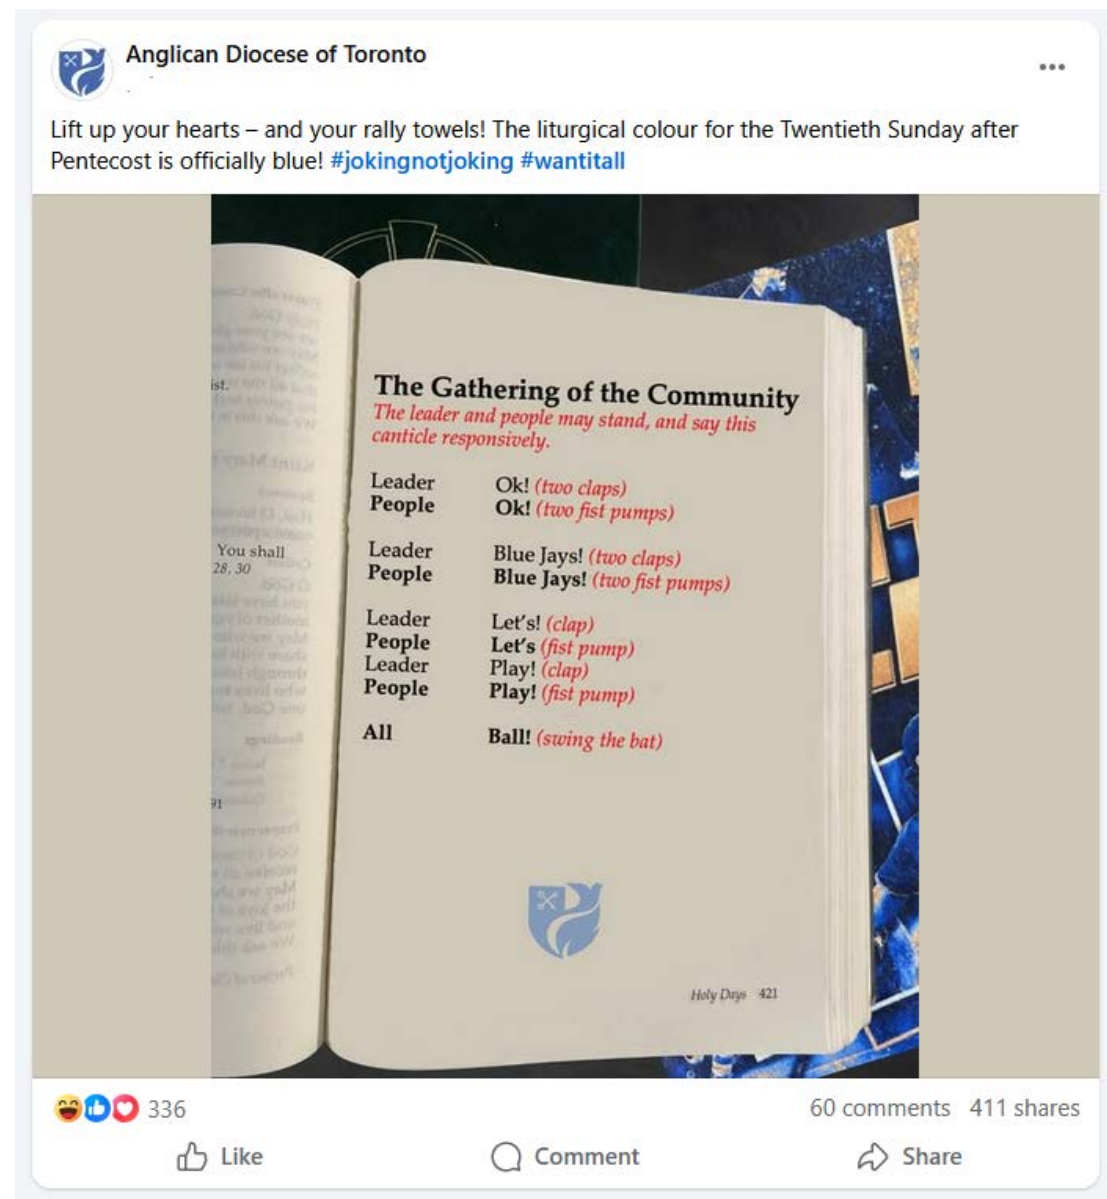 Anglican Diocese of Toronto
Lift up your hearts – and your rally towels! The liturgical colour for the Twentieth Sunday after
Pentecost is officially blue! #jokingnotjoking #wantitall
ist.
You shall
28, 30
91
The Gathering of the Community
The leader and people may stand, and say this
canticle responsively.
Leader Ok! (two claps)
People Ok! (two fist pumps)
Leader Blue Jays! (two claps)
People Blue Jays! (two fist pumps)
Leader Let's! (clap)
People Let's (fist pump)
Leader Play! (clap)
People Play! (fist pump)
All Ball! (swing the bat)
Holy Days 421
336
60 comments 411 shares
Like Comment Share